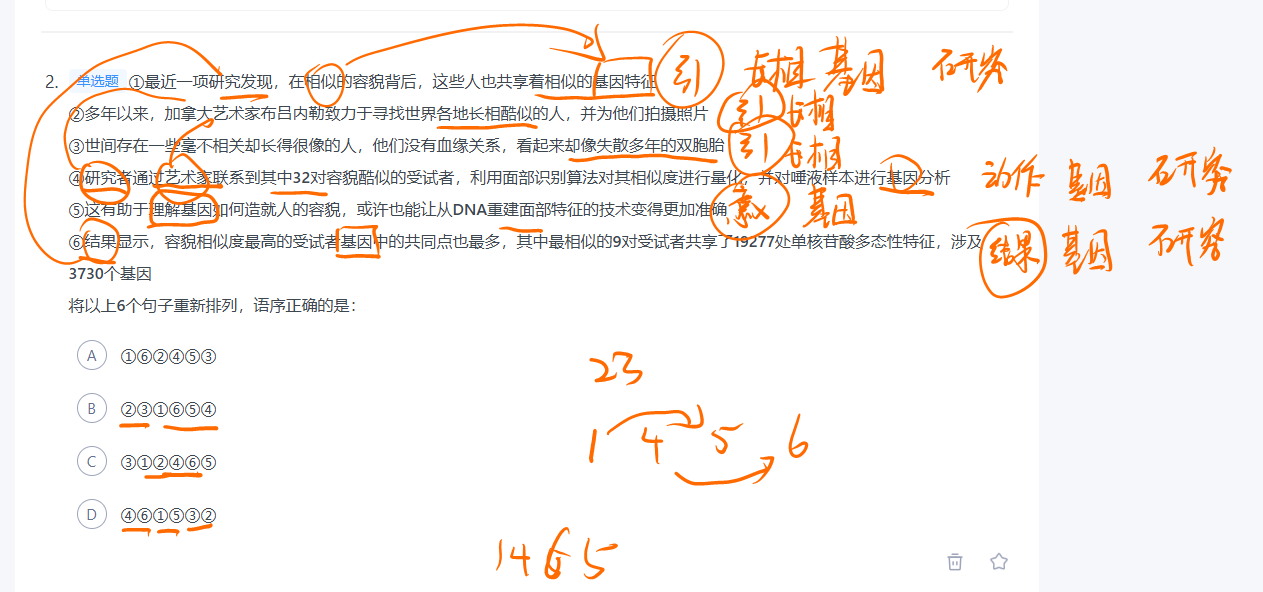 2. 单选题 ①最近一项研究发现，在相似的容貌背后，这些人也共享着相似的基因特征 引 长相 基因 研究
②多年以来，加拿大艺术家布吕内勒致力于寻找世界各地长相酷似的人，并为他们拍摄照片 引 长相
③世间存在一些毫不相关却长得很像的人，他们没有血缘关系，看起来却像失散多年的双胞胎 引 长相
④研究者通过艺术家联系到其中32对容貌酷似的受试者，利用面部识别算法对其相似度进行量化，并对唾液样本进行基因分析 动作 基因 研究
⑤这有助于理解基因如何造就人的容貌，或许也能让从DNA重建面部特征的技术变得更加准确 意义 基因
⑥结果显示，容貌相似度最高的受试者基因中的共同点也最多，其中最相似的9对受试者共享了19277处单核苷酸多态性特征，涉及 结果 基因 研究
3730个基因
将以上6个句子重新排列，语序正确的是：
A ①⑥②④⑤③
23
B ②③①⑥⑤④
1 4 5 6
C ③①②④⑥⑤
D ④⑥①⑤③②
1465